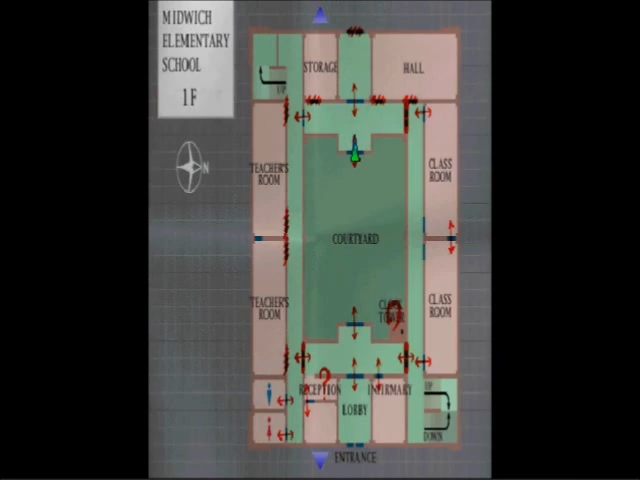 MIDWICH
ELEMENTARY
SCHOOL
1F
STORAGE
HALL
UP
N
TEACHER'S
ROOM
CLASS
ROOM
COURTYARD
TEACHER'S
ROOM
CLOCK
TOWER
?
CLASS
ROOM
?
RECEPTION
INFIRMARY
UP
LOBBY
DOWN
ENTRANCE